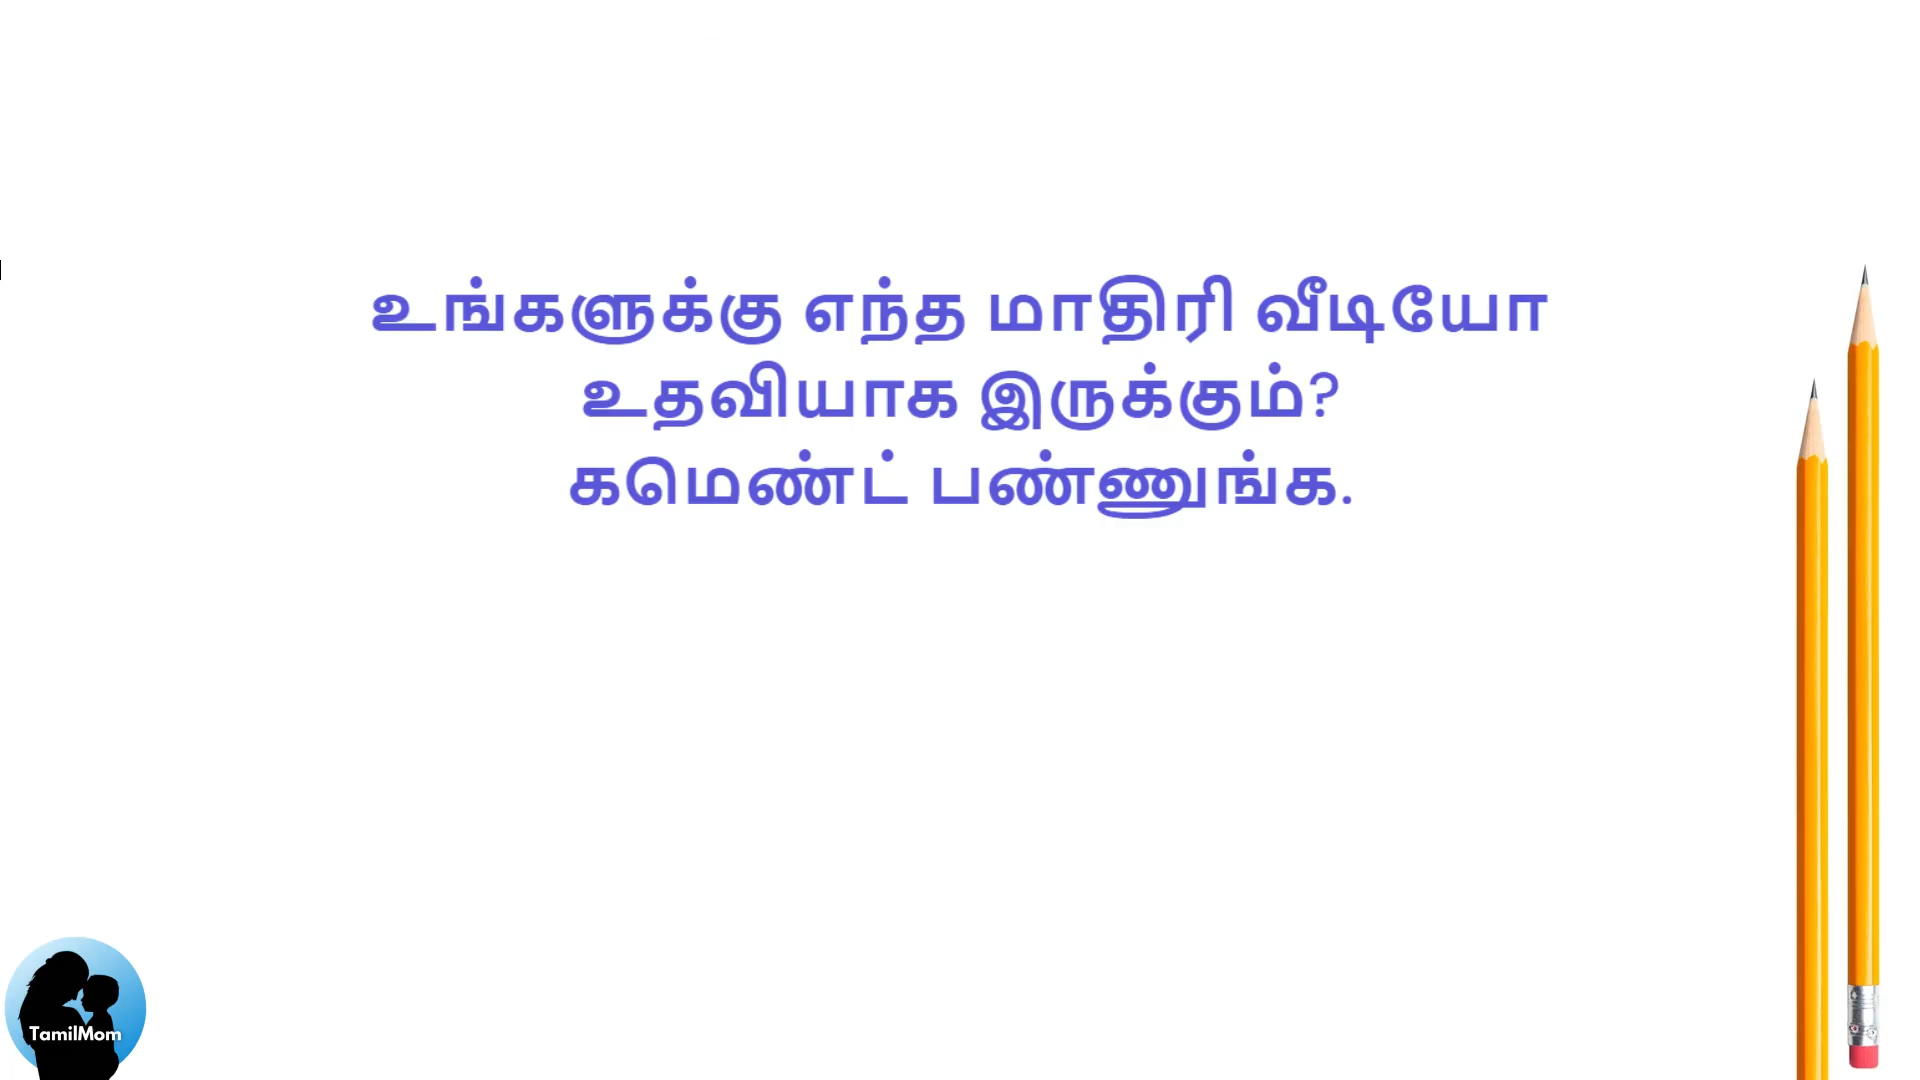 உங்களுக்கு எந்த மாதிரி வீடியோ
உதவியாக இருக்கும்?
கமெண்ட் பண்ணுங்க.
TamilMom